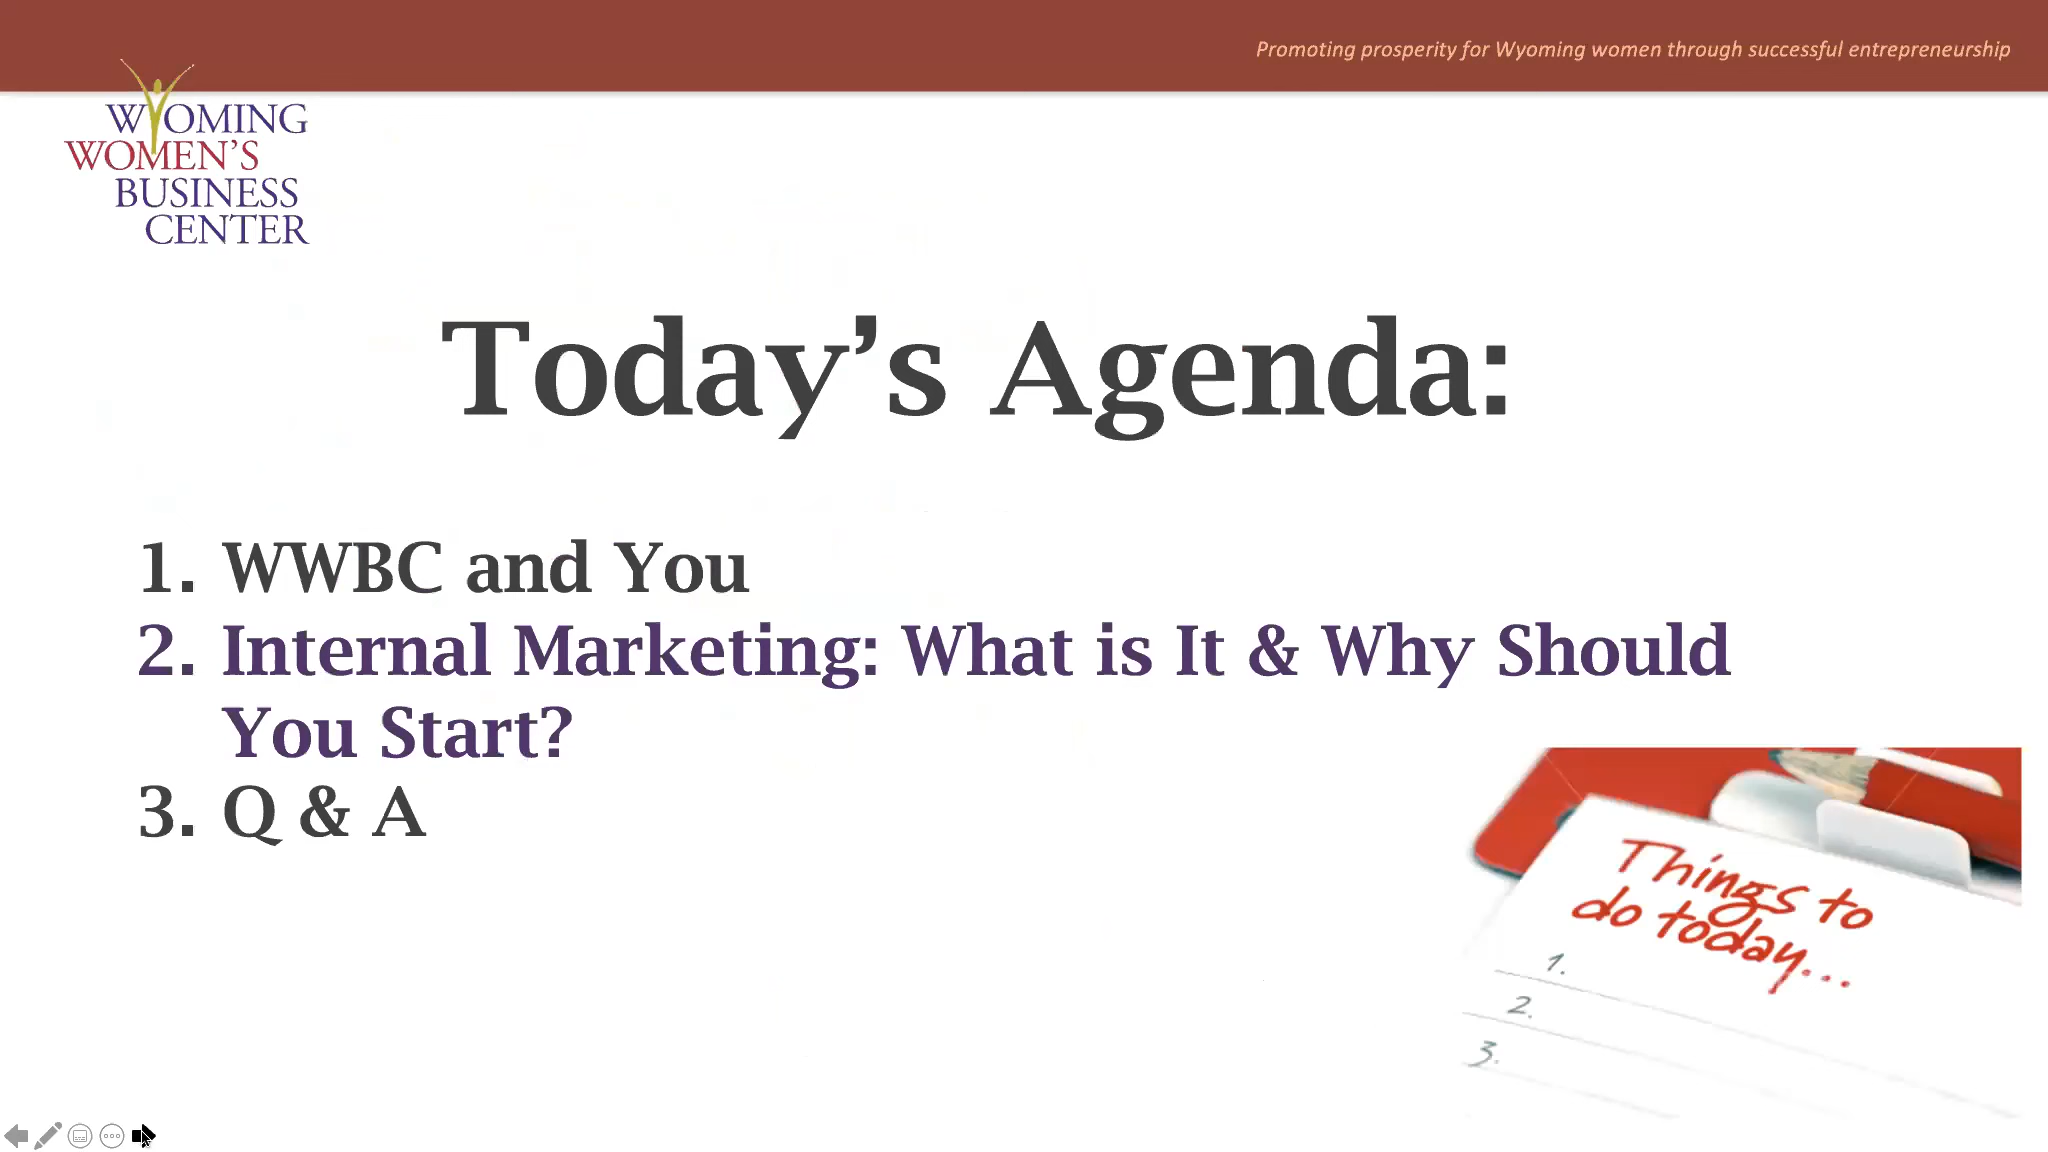 Promoting prosperity for Wyoming women through successful entrepreneurship
WYOMING
WOMEN'S
BUSINESS
CENTER
Today’s Agenda:
1. WWBC and You
2. Internal Marketing: What is It & Why Should
You Start?
3. Q & A
Things to
do today...
1.
2.
3.